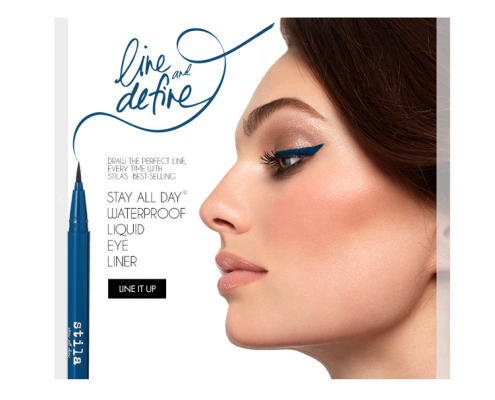 line and
define
DRAW THE PERFECT LINE,
EVERY TIME WITH
STILA'S BEST-SELLING
STAY ALL DAY®
WATERPROOF
LIQUID
EYE
LINER
LINE IT UP
stila